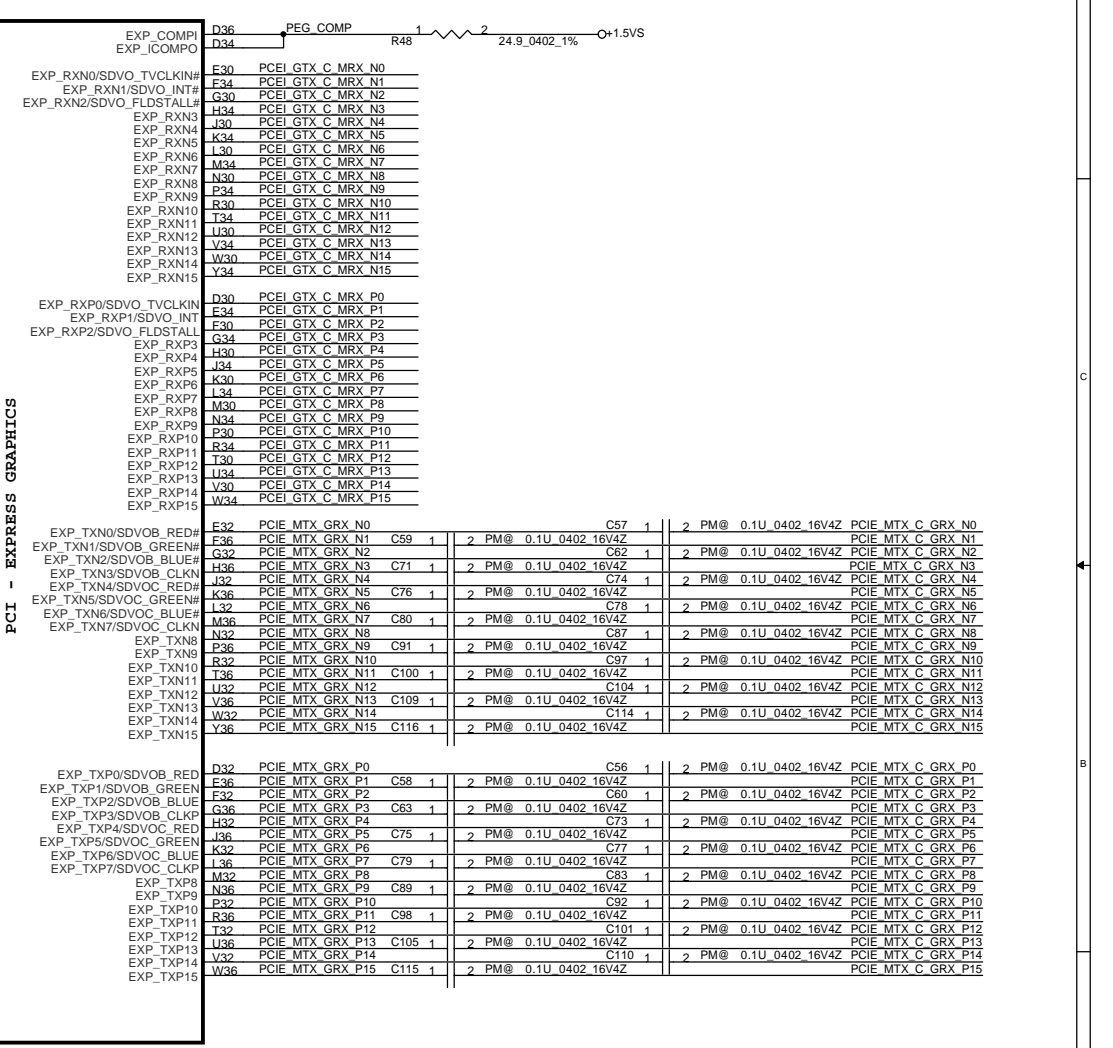 EXP_COMPI D36 PEG_COMP 1 2 +1.5VS
EXP_ICOMPO D34 R48 24.9_0402_1%
EXP_RXN0/SDVO_TVCLKIN# E30 PCEI_GTX_C_MRX_N0
EXP_RXN1/SDVO_INT# F34 PCEI_GTX_C_MRX_N1
EXP_RXN2/SDVO_FLDSTALL# G30 PCEI_GTX_C_MRX_N2
EXP_RXN3 H34 PCEI_GTX_C_MRX_N3
EXP_RXN4 J30 PCEI_GTX_C_MRX_N4
EXP_RXN5 K34 PCEI_GTX_C_MRX_N5
EXP_RXN6 L30 PCEI_GTX_C_MRX_N6
EXP_RXN7 M34 PCEI_GTX_C_MRX_N7
EXP_RXN8 N30 PCEI_GTX_C_MRX_N8
EXP_RXN9 P34 PCEI_GTX_C_MRX_N9
EXP_RXN10 R30 PCEI_GTX_C_MRX_N10
EXP_RXN11 T34 PCEI_GTX_C_MRX_N11
EXP_RXN12 U30 PCEI_GTX_C_MRX_N12
EXP_RXN13 V34 PCEI_GTX_C_MRX_N13
EXP_RXN14 W30 PCEI_GTX_C_MRX_N14
EXP_RXN15 Y34 PCEI_GTX_C_MRX_N15
EXP_RXP0/SDVO_TVCLKIN D30 PCEI_GTX_C_MRX_P0
EXP_RXP1/SDVO_INT E34 PCEI_GTX_C_MRX_P1
EXP_RXP2/SDVO_FLDSTALL F30 PCEI_GTX_C_MRX_P2
EXP_RXP3 G34 PCEI_GTX_C_MRX_P3
EXP_RXP4 H30 PCEI_GTX_C_MRX_P4
EXP_RXP5 J34 PCEI_GTX_C_MRX_P5
EXP_RXP6 K30 PCEI_GTX_C_MRX_P6
EXP_RXP7 L34 PCEI_GTX_C_MRX_P7
EXP_RXP8 M30 PCEI_GTX_C_MRX_P8
EXP_RXP9 N34 PCEI_GTX_C_MRX_P9
EXP_RXP10 P30 PCEI_GTX_C_MRX_P10
EXP_RXP11 R34 PCEI_GTX_C_MRX_P11
EXP_RXP12 T30 PCEI_GTX_C_MRX_P12
EXP_RXP13 U34 PCEI_GTX_C_MRX_P13
EXP_RXP14 V30 PCEI_GTX_C_MRX_P14
EXP_RXP15 W34 PCEI_GTX_C_MRX_P15
C
PCI - EXPRESS GRAPHICS
EXP_TXN0/SDVOB_RED# E32 PCIE_MTX_GRX_N0 C57 1 2 PM@ 0.1U_0402_16V4Z PCIE_MTX_C_GRX_N0
EXP_TXN1/SDVOB_GREEN# F36 PCIE_MTX_GRX_N1 C59 1 2 PM@ 0.1U_0402_16V4Z PCIE_MTX_C_GRX_N1
EXP_TXN2/SDVOB_BLUE# G32 PCIE_MTX_GRX_N2 C62 1 2 PM@ 0.1U_0402_16V4Z PCIE_MTX_C_GRX_N2
EXP_TXN3/SDVOB_CLKN H36 PCIE_MTX_GRX_N3 C71 1 2 PM@ 0.1U_0402_16V4Z PCIE_MTX_C_GRX_N3
EXP_TXN4/SDVOC_RED# J32 PCIE_MTX_GRX_N4 C74 1 2 PM@ 0.1U_0402_16V4Z PCIE_MTX_C_GRX_N4
EXP_TXN5/SDVOC_GREEN# K36 PCIE_MTX_GRX_N5 C76 1 2 PM@ 0.1U_0402_16V4Z PCIE_MTX_C_GRX_N5
EXP_TXN6/SDVOC_BLUE# L32 PCIE_MTX_GRX_N6 C78 1 2 PM@ 0.1U_0402_16V4Z PCIE_MTX_C_GRX_N6
EXP_TXN7/SDVOC_CLKN M36 PCIE_MTX_GRX_N7 C80 1 2 PM@ 0.1U_0402_16V4Z PCIE_MTX_C_GRX_N7
EXP_TXN8 N32 PCIE_MTX_GRX_N8 C87 1 2 PM@ 0.1U_0402_16V4Z PCIE_MTX_C_GRX_N8
EXP_TXN9 P36 PCIE_MTX_GRX_N9 C91 1 2 PM@ 0.1U_0402_16V4Z PCIE_MTX_C_GRX_N9
EXP_TXN10 R32 PCIE_MTX_GRX_N10 C97 1 2 PM@ 0.1U_0402_16V4Z PCIE_MTX_C_GRX_N10
EXP_TXN11 T36 PCIE_MTX_GRX_N11 C100 1 2 PM@ 0.1U_0402_16V4Z PCIE_MTX_C_GRX_N11
EXP_TXN12 U32 PCIE_MTX_GRX_N12 C104 1 2 PM@ 0.1U_0402_16V4Z PCIE_MTX_C_GRX_N12
EXP_TXN13 V36 PCIE_MTX_GRX_N13 C109 1 2 PM@ 0.1U_0402_16V4Z PCIE_MTX_C_GRX_N13
EXP_TXN14 W32 PCIE_MTX_GRX_N14 C114 1 2 PM@ 0.1U_0402_16V4Z PCIE_MTX_C_GRX_N14
EXP_TXN15 Y36 PCIE_MTX_GRX_N15 C116 1 2 PM@ 0.1U_0402_16V4Z PCIE_MTX_C_GRX_N15
EXP_TXP0/SDVOB_RED D32 PCIE_MTX_GRX_P0 C56 1 2 PM@ 0.1U_0402_16V4Z PCIE_MTX_C_GRX_P0
B
EXP_TXP1/SDVOB_GREEN E36 PCIE_MTX_GRX_P1 C58 1 2 PM@ 0.1U_0402_16V4Z PCIE_MTX_C_GRX_P1
EXP_TXP2/SDVOB_BLUE F32 PCIE_MTX_GRX_P2 C60 1 2 PM@ 0.1U_0402_16V4Z PCIE_MTX_C_GRX_P2
EXP_TXP3/SDVOB_CLKP G36 PCIE_MTX_GRX_P3 C63 1 2 PM@ 0.1U_0402_16V4Z PCIE_MTX_C_GRX_P3
EXP_TXP4/SDVOC_RED H32 PCIE_MTX_GRX_P4 C73 1 2 PM@ 0.1U_0402_16V4Z PCIE_MTX_C_GRX_P4
EXP_TXP5/SDVOC_GREEN J36 PCIE_MTX_GRX_P5 C75 1 2 PM@ 0.1U_0402_16V4Z PCIE_MTX_C_GRX_P5
EXP_TXP6/SDVOC_BLUE K32 PCIE_MTX_GRX_P6 C77 1 2 PM@ 0.1U_0402_16V4Z PCIE_MTX_C_GRX_P6
EXP_TXP7/SDVOC_CLKP L36 PCIE_MTX_GRX_P7 C79 1 2 PM@ 0.1U_0402_16V4Z PCIE_MTX_C_GRX_P7
EXP_TXP8 M32 PCIE_MTX_GRX_P8 C83 1 2 PM@ 0.1U_0402_16V4Z PCIE_MTX_C_GRX_P8
EXP_TXP9 N36 PCIE_MTX_GRX_P9 C89 1 2 PM@ 0.1U_0402_16V4Z PCIE_MTX_C_GRX_P9
EXP_TXP10 P32 PCIE_MTX_GRX_P10 C92 1 2 PM@ 0.1U_0402_16V4Z PCIE_MTX_C_GRX_P10
EXP_TXP11 R36 PCIE_MTX_GRX_P11 C98 1 2 PM@ 0.1U_0402_16V4Z PCIE_MTX_C_GRX_P11
EXP_TXP12 T32 PCIE_MTX_GRX_P12 C101 1 2 PM@ 0.1U_0402_16V4Z PCIE_MTX_C_GRX_P12
EXP_TXP13 U36 PCIE_MTX_GRX_P13 C105 1 2 PM@ 0.1U_0402_16V4Z PCIE_MTX_C_GRX_P13
EXP_TXP14 V32 PCIE_MTX_GRX_P14 C110 1 2 PM@ 0.1U_0402_16V4Z PCIE_MTX_C_GRX_P14
EXP_TXP15 W36 PCIE_MTX_GRX_P15 C115 1 2 PM@ 0.1U_0402_16V4Z PCIE_MTX_C_GRX_P15